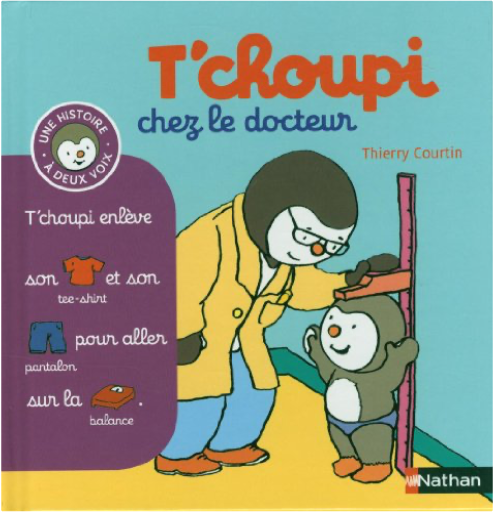 T'choupi
chez le docteur
Thierry Courtin
UNE HISTOIRE
À DEUX VOIX
T'choupi enlève
son et son
tee-shirt
pour aller
pantalon
sur la .
balance
Nathan